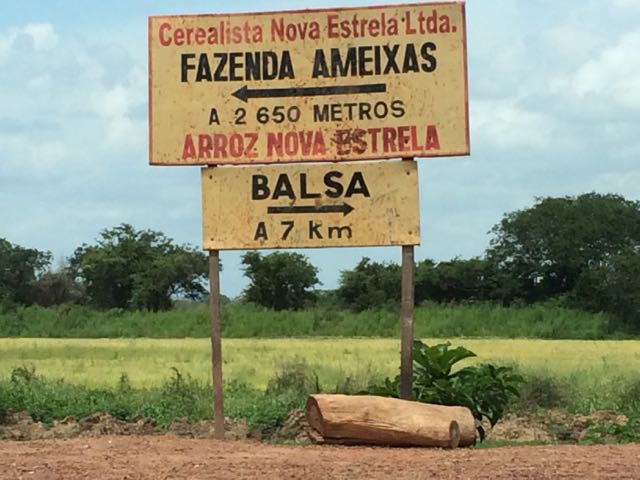 Cerealista Nova Estrela Ltda.
FAZENDA AMEIXAS
A 2 650 METROS
ARROZ NOVA ESTRELA
BALSA
A 7 km